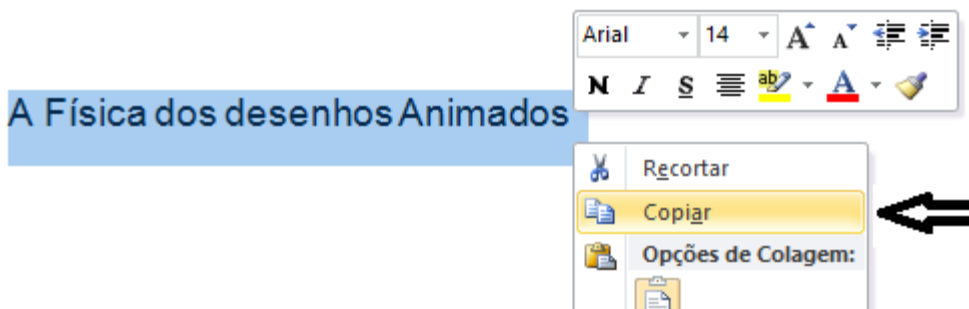 Arial 14 A A
N I S ab A
A Física dos desenhos Animados
Recortar
Copiar
Opções de Colagem: